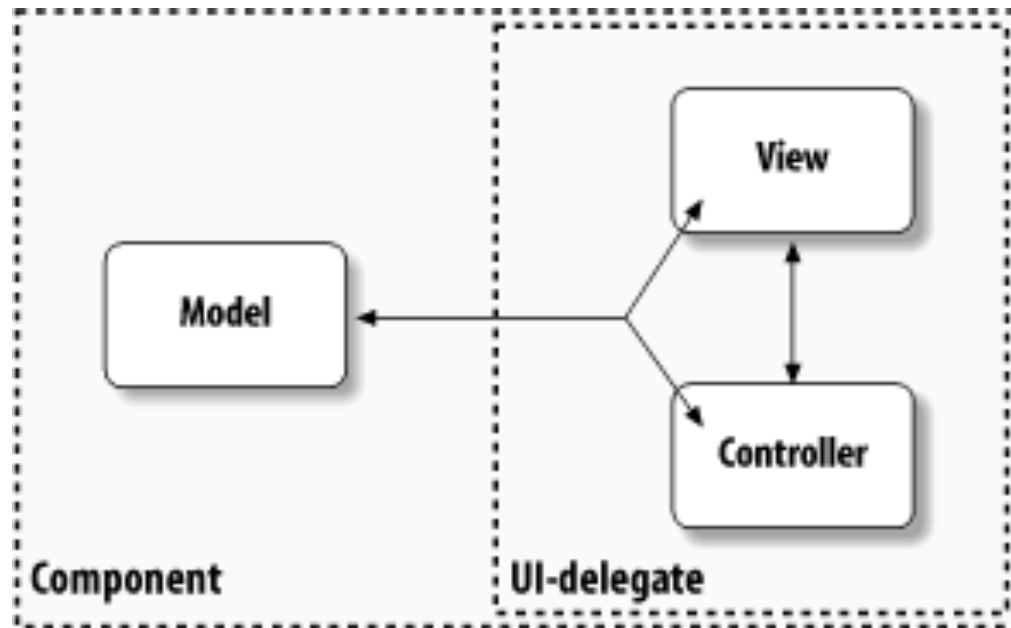 View
Model
Controller
Component
UI-delegate